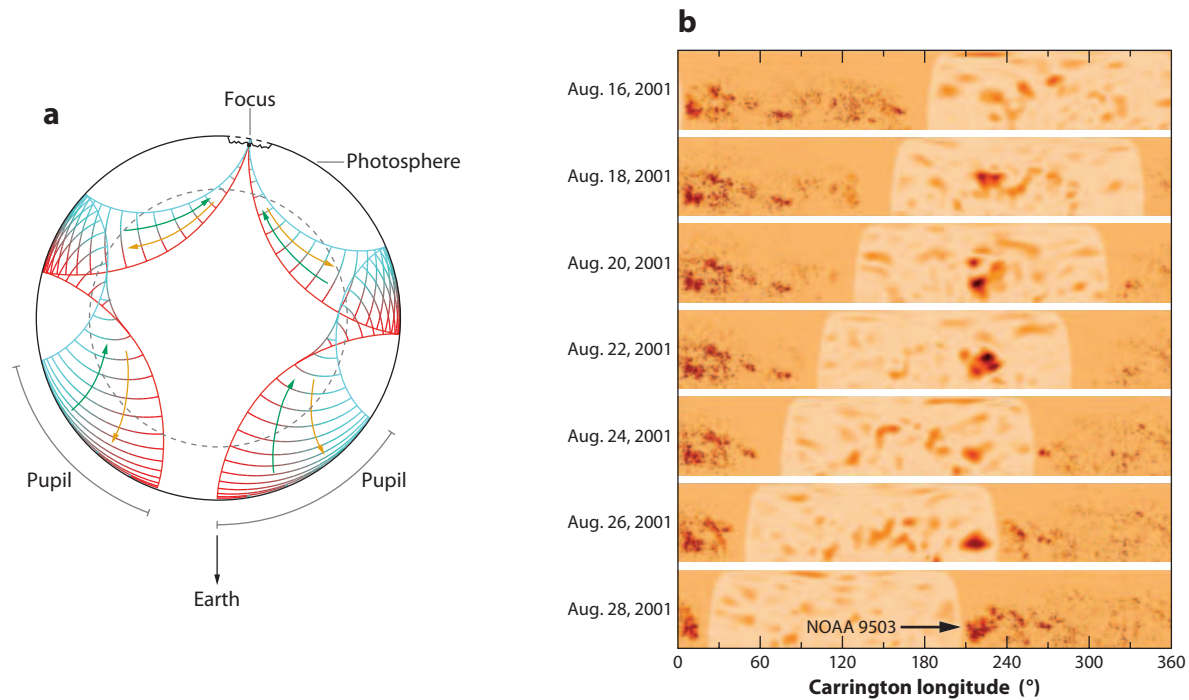 a
Focus
Photosphere
Pupil
Pupil
Earth
b
Aug. 16, 2001
Aug. 18, 2001
Aug. 20, 2001
Aug. 22, 2001
Aug. 24, 2001
Aug. 26, 2001
Aug. 28, 2001
NOAA 9503
0 60 120 180 240 300 360
Carrington longitude (°)